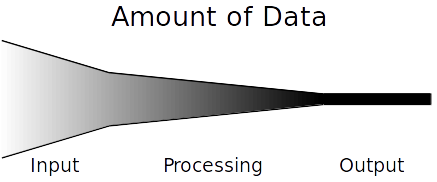 Amount of Data
Input Processing Output